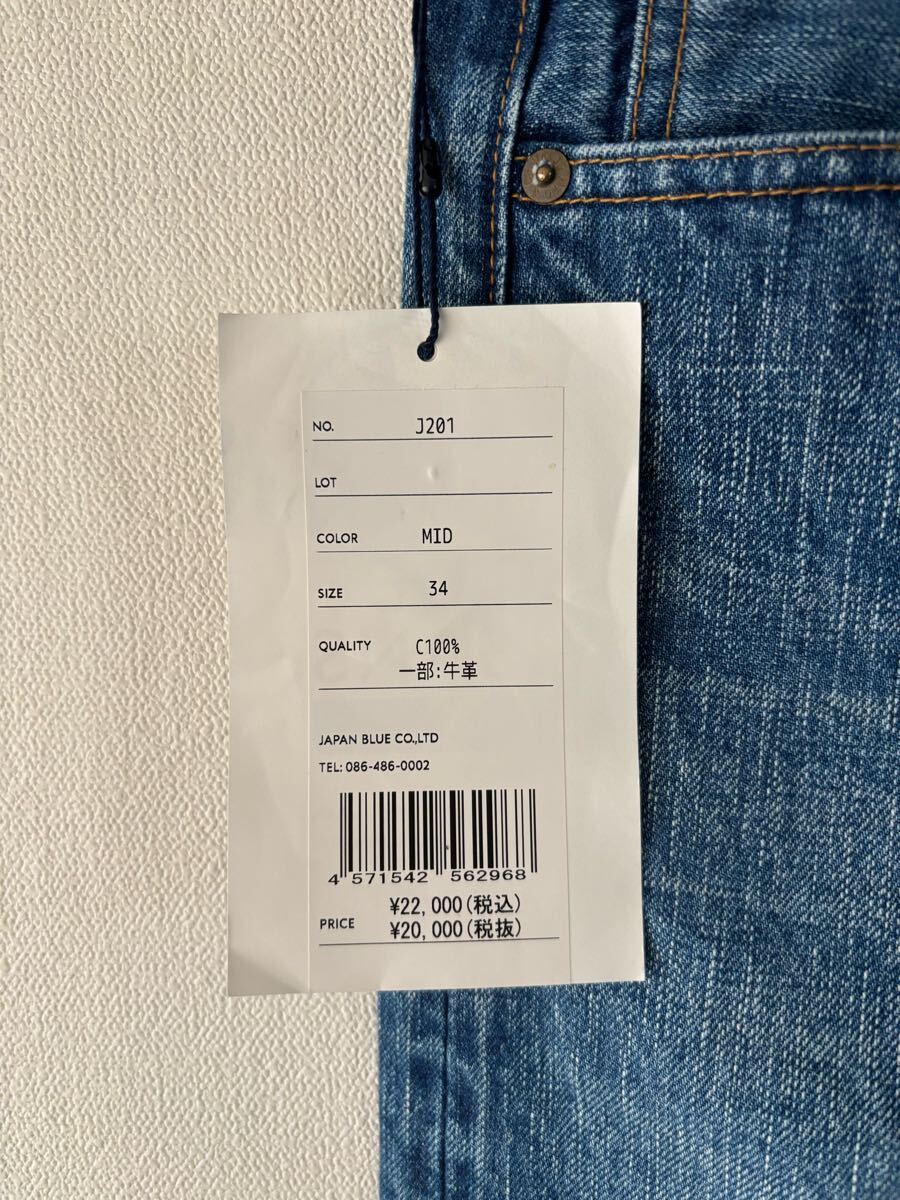 NO. J201
LOT
COLOR MID
SIZE 34
QUALITY C100%
一部:牛革
JAPAN BLUE CO.,LTD
TEL: 086-486-0002
4 571542 562968
¥22,000(税込)
PRICE ¥20,000(税抜)